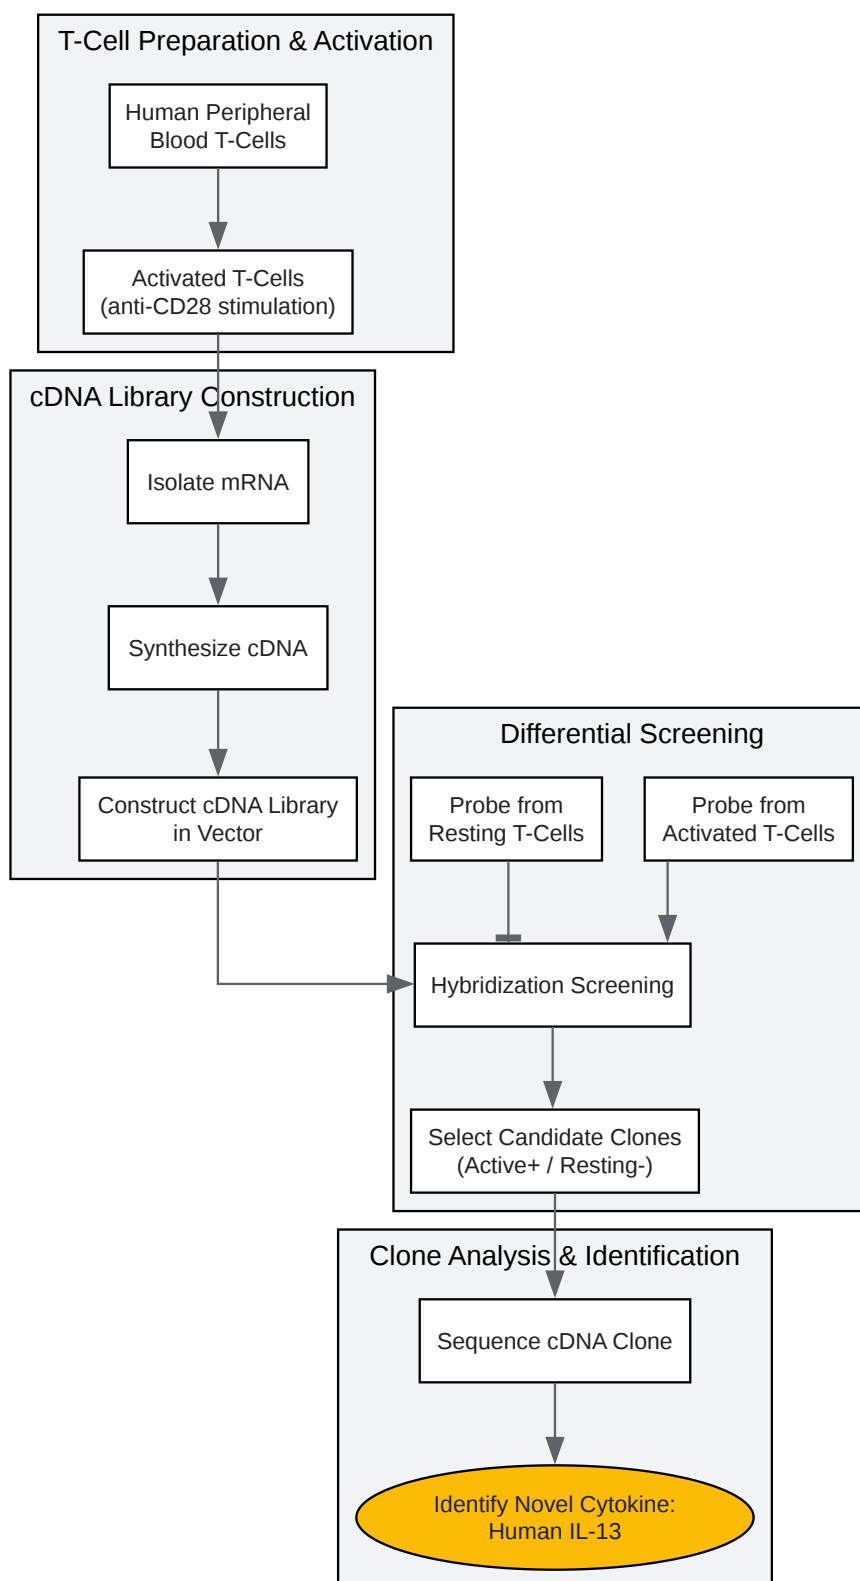 T-Cell Preparation & Activation
Human Peripheral
Blood T-Cells
Activated T-Cells
(anti-CD28 stimulation)
cDNA Library Construction
Isolate mRNA
Synthesize cDNA
Construct cDNA Library
in Vector
Differential Screening
Probe from
Resting T-Cells
Probe from
Activated T-Cells
Hybridization Screening
Select Candidate Clones
(Active+ / Resting-)
Clone Analysis & Identification
Sequence cDNA Clone
Identify Novel Cytokine:
Human IL-13